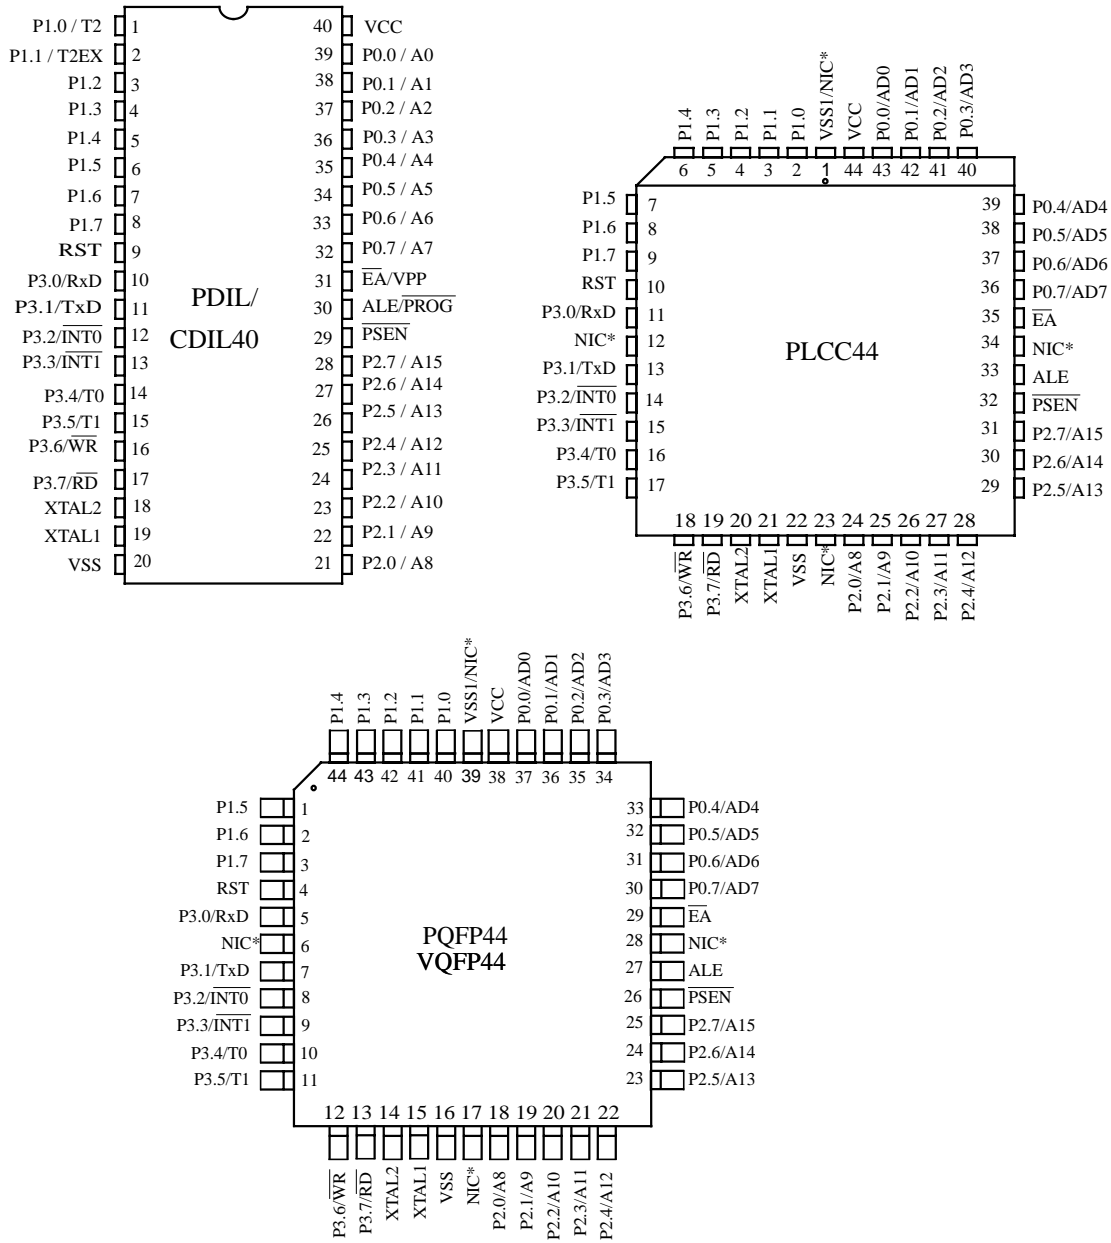 P1.0 / T2 1 40 VCC
P1.1 / T2EX 2 39 P0.0 / A0
P1.2 3 38 P0.1 / A1
P1.3 4 37 P0.2 / A2
P1.4 5 36 P0.3 / A3
P1.5 6 35 P0.4 / A4
P1.6 7 34 P0.5 / A5
P1.7 8 33 P0.6 / A6
RST 9 32 P0.7 / A7
P3.0/RxD 10 31 EA/VPP
P3.1/TxD 11 30 ALE/PROG
P3.2/INT0 12 29 PSEN
P3.3/INT1 13 28 P2.7 / A15
P3.4/T0 14 27 P2.6 / A14
P3.5/T1 15 26 P2.5 / A13
P3.6/WR 16 25 P2.4 / A12
P3.7/RD 17 24 P2.3 / A11
XTAL2 18 23 P2.2 / A10
XTAL1 19 22 P2.1 / A9
VSS 20 21 P2.0 / A8
PDIL/
CDIL40
P1.4 P1.3 P1.2 P1.1 P1.0 VSS1/NIC* VCC P0.0/AD0 P0.1/AD1 P0.2/AD2 P0.3/AD3
6 5 4 3 2 1 44 43 42 41 40
P1.5 7 39 P0.4/AD4
P1.6 8 38 P0.5/AD5
P1.7 9 37 P0.6/AD6
RST 10 36 P0.7/AD7
P3.0/RxD 11 35 EA
NIC* 12 34 NIC*
P3.1/TxD 13 33 ALE
P3.2/INT0 14 32 PSEN
P3.3/INT1 15 31 P2.7/A15
P3.4/T0 16 30 P2.6/A14
P3.5/T1 17 29 P2.5/A13
PLCC44
18 19 20 21 22 23 24 25 26 27 28
P3.6/WR P3.7/RD XTAL2 XTAL1 VSS NIC* P2.0/A8 P2.1/A9 P2.2/A10 P2.3/A11 P2.4/A12
P1.4 P1.3 P1.2 P1.1 P1.0 VSS1/NIC* VCC P0.0/AD0 P0.1/AD1 P0.2/AD2 P0.3/AD3
44 43 42 41 40 39 38 37 36 35 34
P1.5 1 33 P0.4/AD4
P1.6 2 32 P0.5/AD5
P1.7 3 31 P0.6/AD6
RST 4 30 P0.7/AD7
P3.0/RxD 5 29 EA
NIC* 6 28 NIC*
P3.1/TxD 7 27 ALE
P3.2/INT0 8 26 PSEN
P3.3/INT1 9 25 P2.7/A15
P3.4/T0 10 24 P2.6/A14
P3.5/T1 11 23 P2.5/A13
PQFP44
VQFP44
12 13 14 15 16 17 18 19 20 21 22
P3.6/WR P3.7/RD XTAL2 XTAL1 VSS NIC* P2.0/A8 P2.1/A9 P2.2/A10 P2.3/A11 P2.4/A12